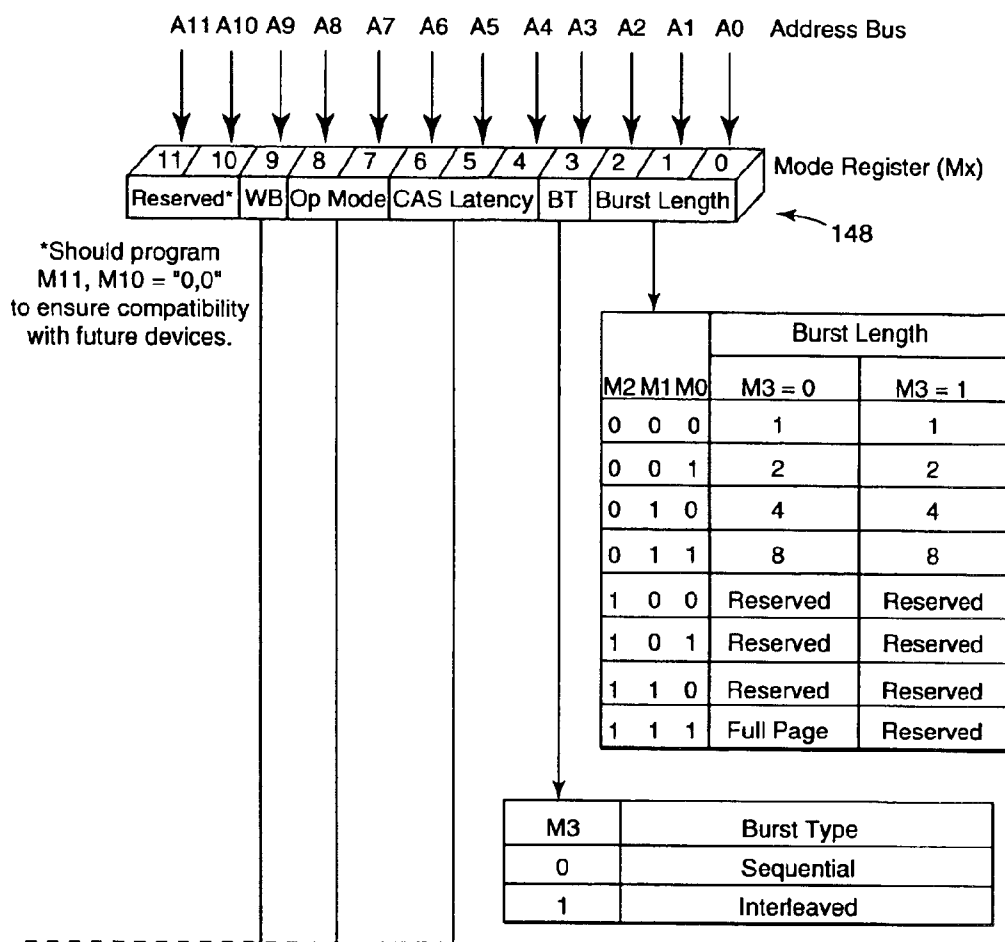 A11 A10 A9 A8 A7 A6 A5 A4 A3 A2 A1 A0 Address Bus
11 10 9 8 7 6 5 4 3 2 1 0 Mode Register (Mx)
Reserved* WB Op Mode CAS Latency BT Burst Length
148
*Should program
M11, M10 = "0,0"
to ensure compatibility
with future devices.
Burst Length
M2 M1 M0 M3 = 0 M3 = 1
0 0 0 1 1
0 0 1 2 2
0 1 0 4 4
0 1 1 8 8
1 0 0 Reserved Reserved
1 0 1 Reserved Reserved
1 1 0 Reserved Reserved
1 1 1 Full Page Reserved
M3 Burst Type
0 Sequential
1 Interleaved